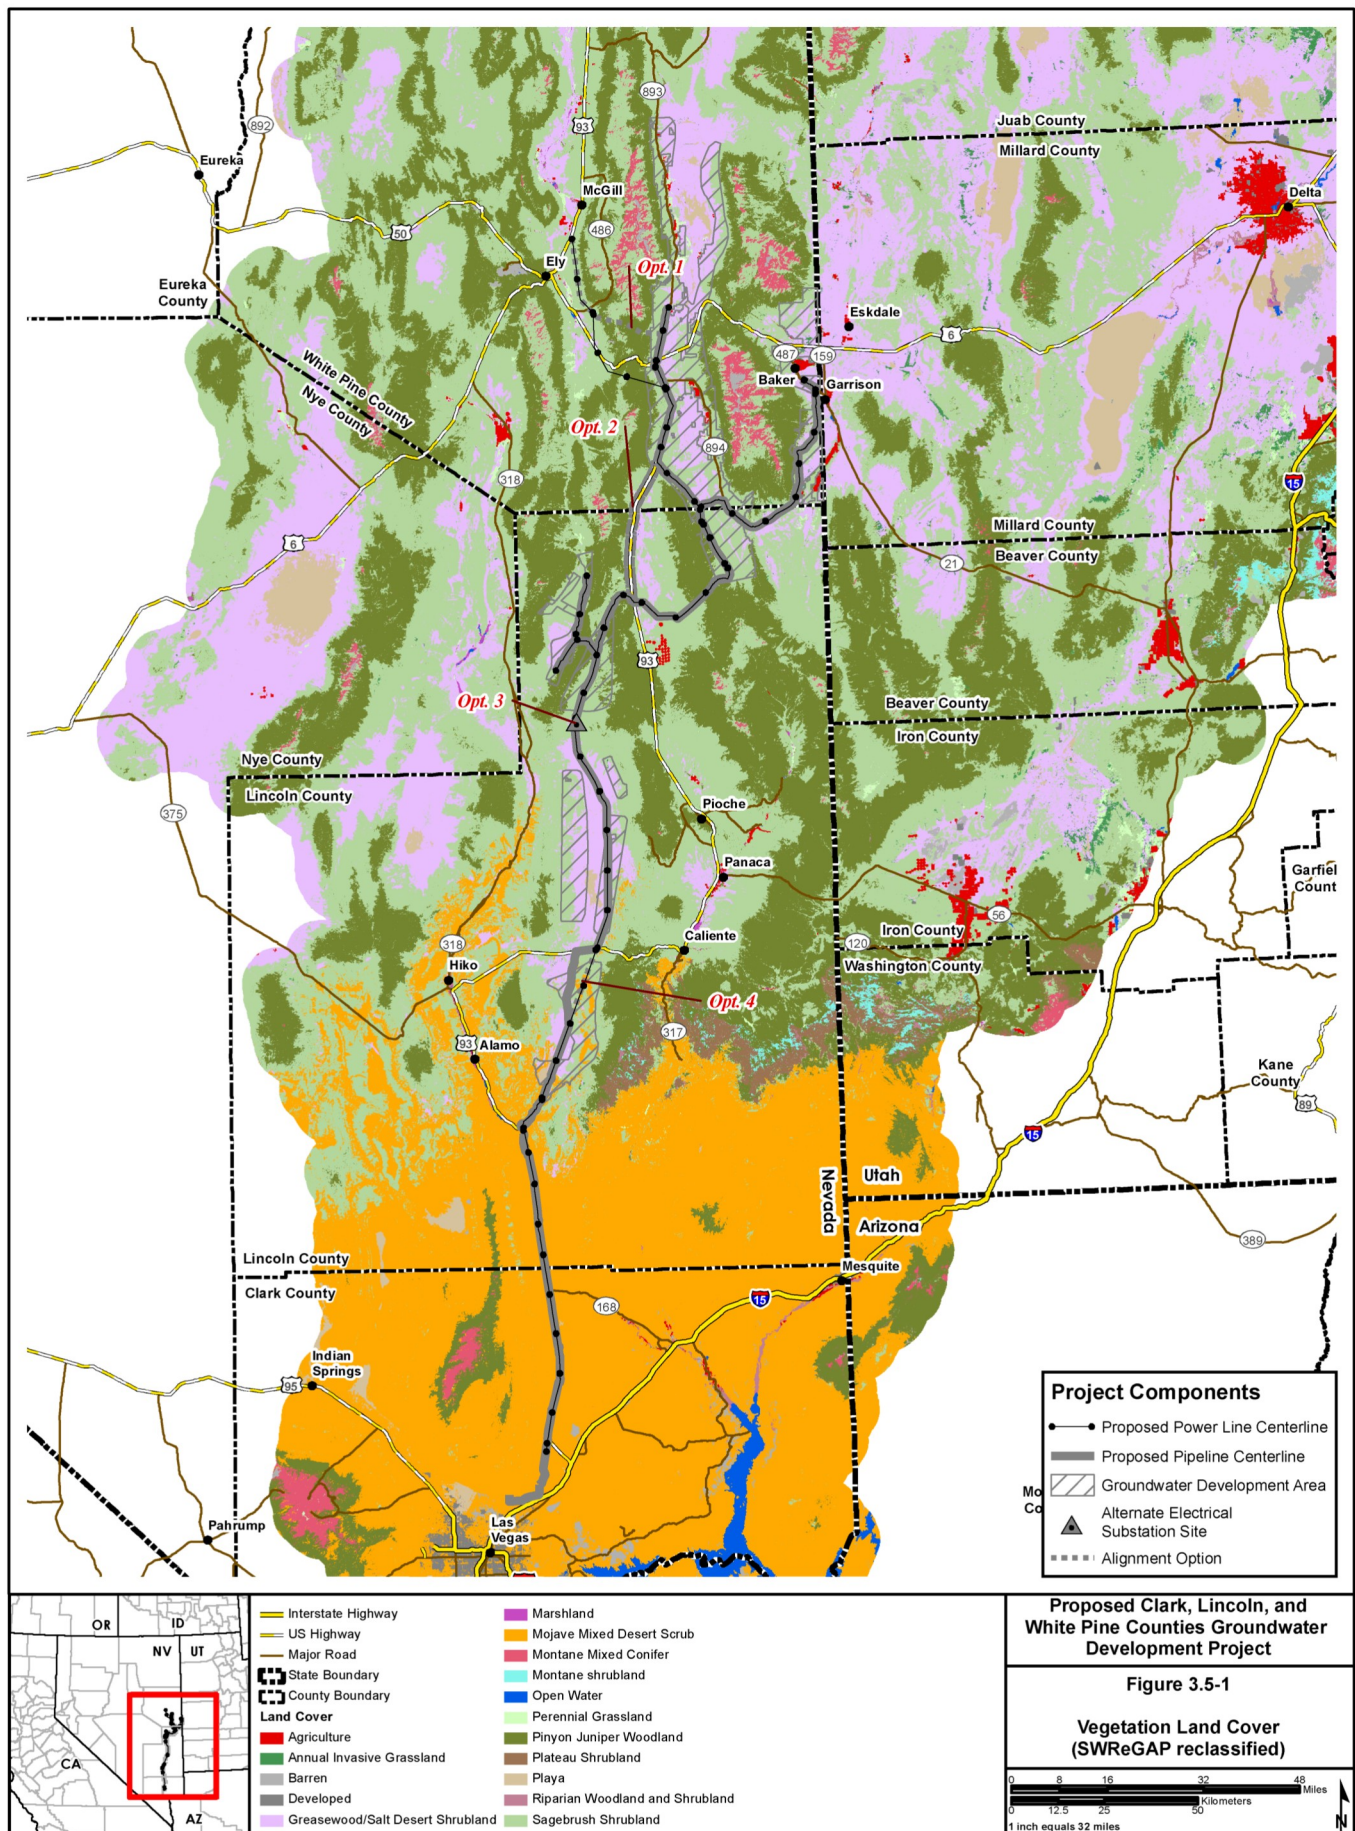 893
892
93
Juab County
Millard County
Eureka
McGill
Delta
486
50
Ely
Opt. 1
Eureka
County
Eskdale
6
487
159
White Pine County
Nye County
Baker
Garrison
Opt. 2
894
318
15
Millard County
Beaver County
6
21
93
Opt. 3
Beaver County
Iron County
Nye County
Lincoln County
375
Pioche
Panaca
Garfiel
Count
56
Caliente
Iron County
318
120
Washington County
Hiko
Opt. 4
317
93
Alamo
Kane
County
89
15
Utah
Nevada
Arizona
389
Lincoln County
Clark County
Mesquite
15
168
Indian
Springs
95
Pahrump
Las
Vegas
Mo
Co
Project Components
Proposed Power Line Centerline
Proposed Pipeline Centerline
Groundwater Development Area
Alternate Electrical
Substation Site
Alignment Option
OR
ID
NV
UT
CA
AZ
Interstate Highway
US Highway
Major Road
State Boundary
County Boundary
Land Cover
Agriculture
Annual Invasive Grassland
Barren
Developed
Greasewood/Salt Desert Shrubland
Marshland
Mojave Mixed Desert Scrub
Montane Mixed Conifer
Montane shrubland
Open Water
Perennial Grassland
Pinyon Juniper Woodland
Plateau Shrubland
Playa
Riparian Woodland and Shrubland
Sagebrush Shrubland
Proposed Clark, Lincoln, and
White Pine Counties Groundwater
Development Project
Figure 3.5-1
Vegetation Land Cover
(SWReGAP reclassified)
0 8 16 32 48
Miles
Kilometers
0 12.5 25 50
1 inch equals 32 miles
N